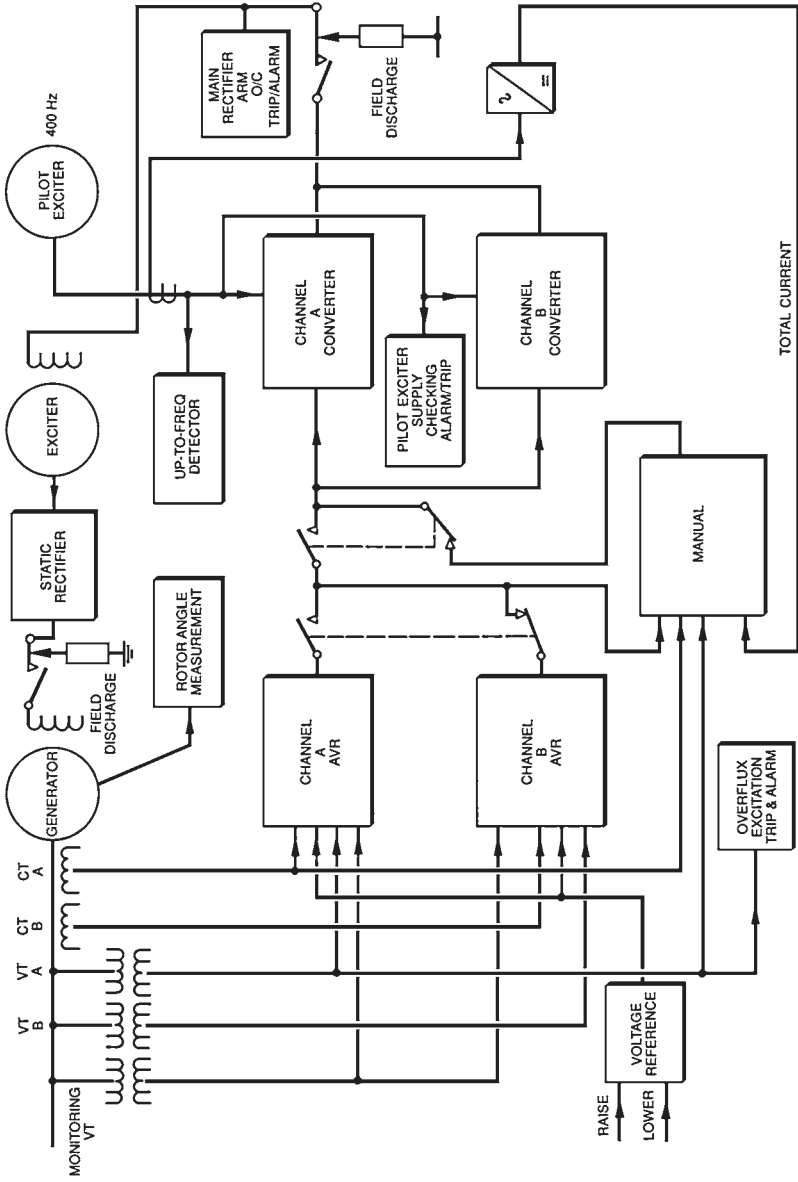 MONITORING
VT
VT
B
VT
A
CT
B
CT
A
GENERATOR
FIELD
DISCHARGE
STATIC
RECTIFIER
EXCITER
PILOT
EXCITER
400 Hz
ROTOR ANGLE
MEASUREMENT
UP-TO-FREQ
DETECTOR
MAIN
RECTIFIER
ARM
O/C
TRIP/ALARM
CHANNEL
A
AVR
CHANNEL
A
CONVERTER
FIELD
DISCHARGE
PILOT EXCITER
SUPPLY
CHECKING
ALARM/TRIP
CHANNEL
B
AVR
CHANNEL
B
CONVERTER
~
=
RAISE
LOWER
VOLTAGE
REFERENCE
OVERFLUX
EXCITATION
TRIP & ALARM
MANUAL
TOTAL CURRENT